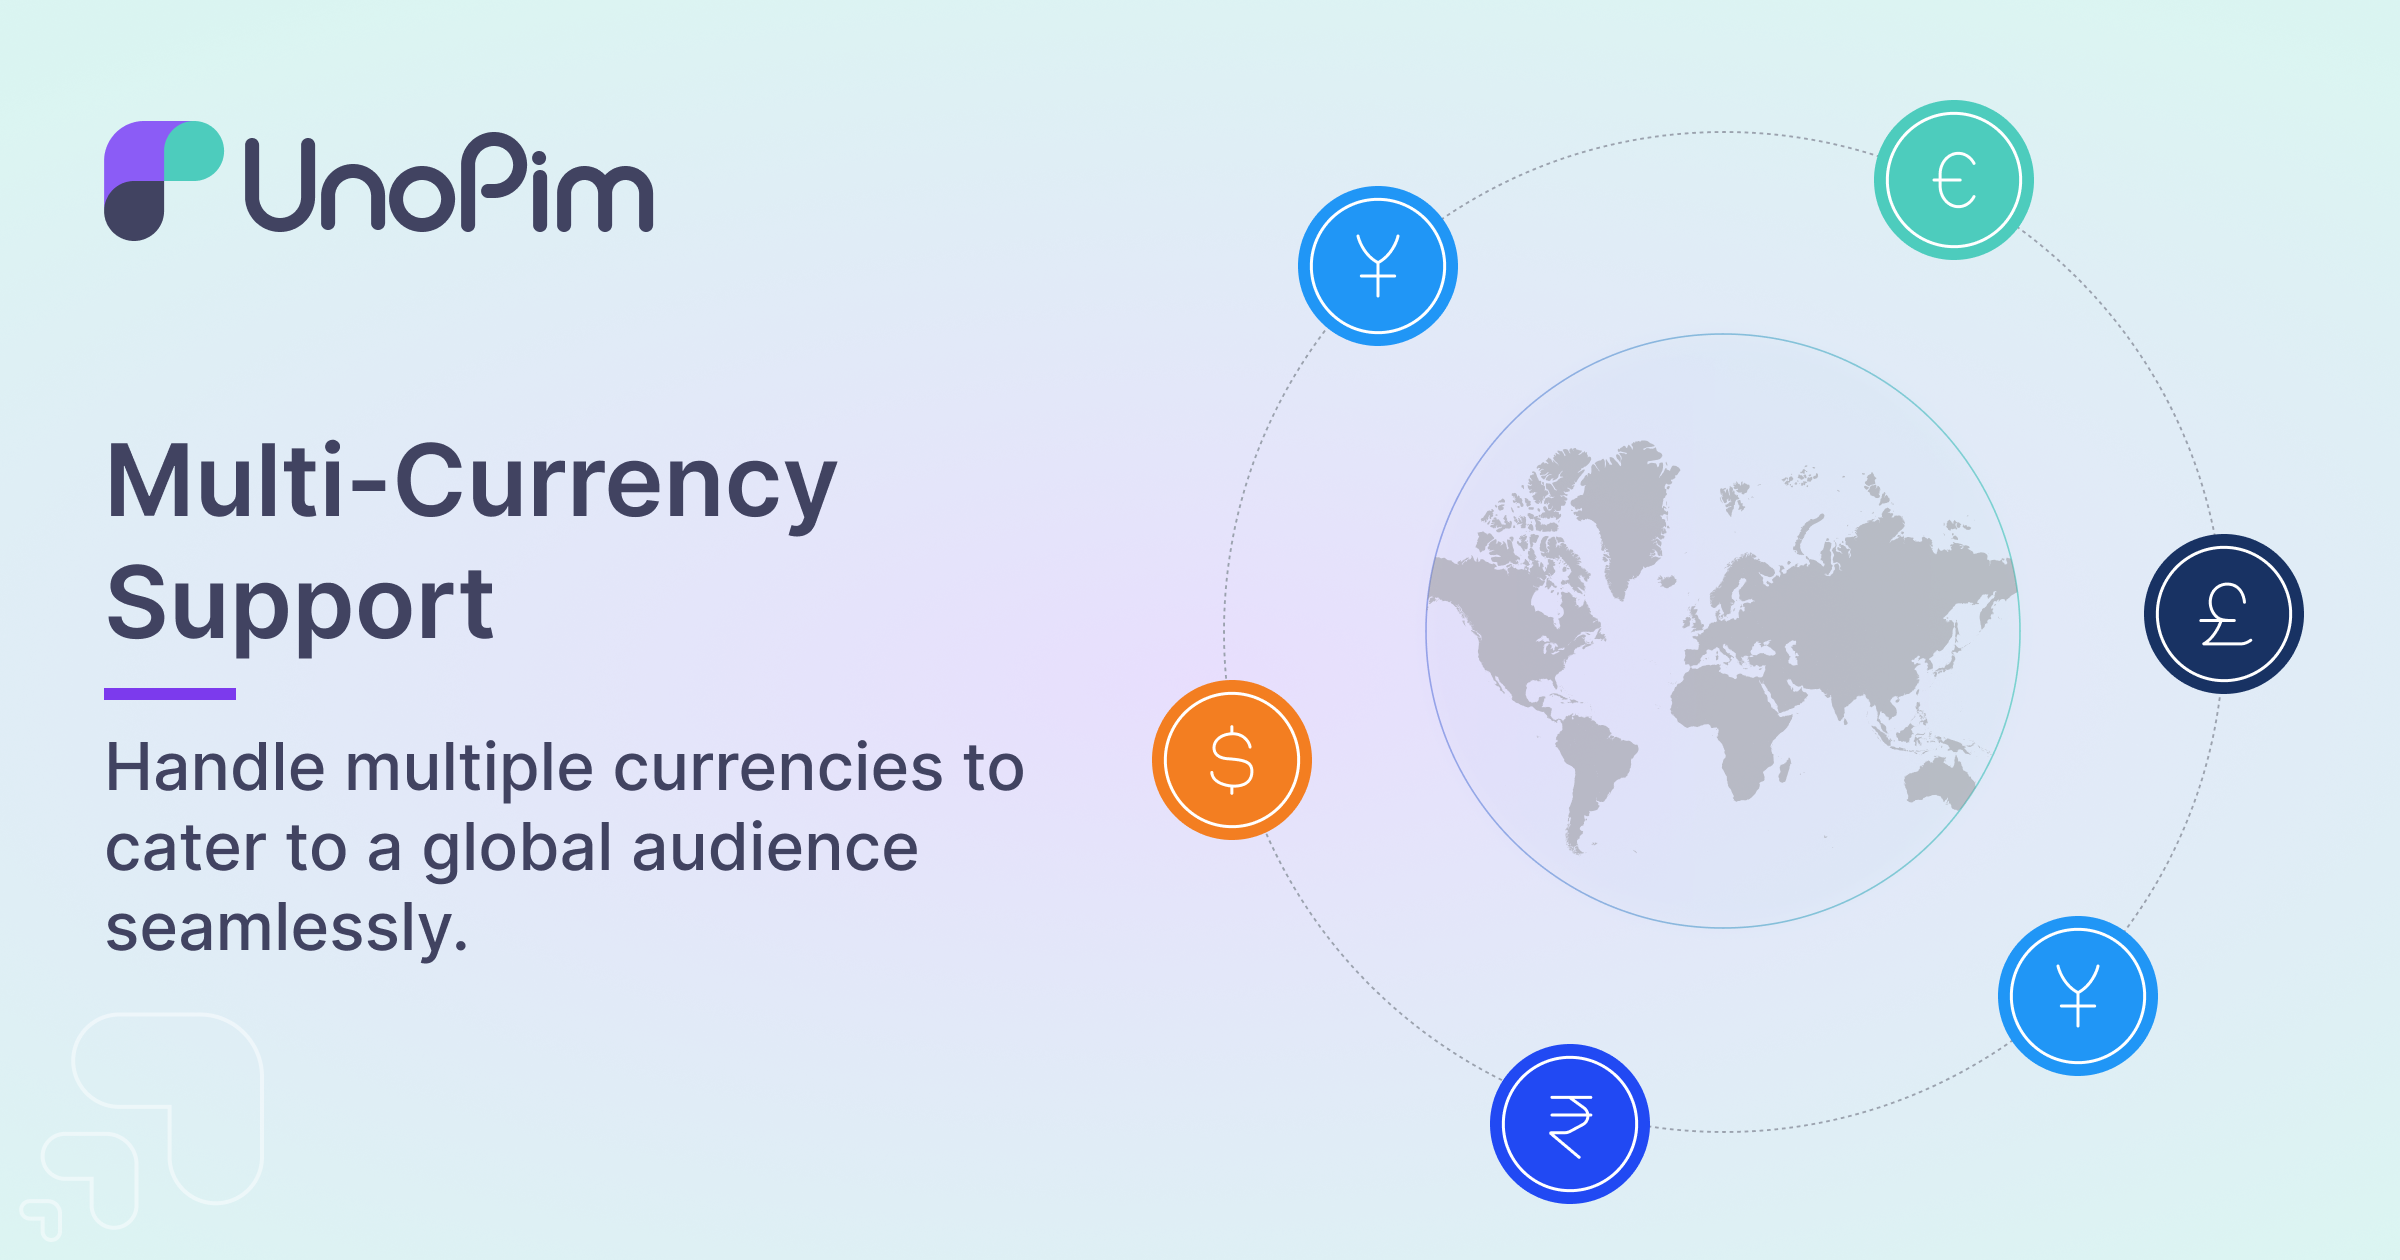 UnoPim
Multi-Currency
Support
Handle multiple currencies to
cater to a global audience
seamlessly.
¥
€
£
$
¥
₹